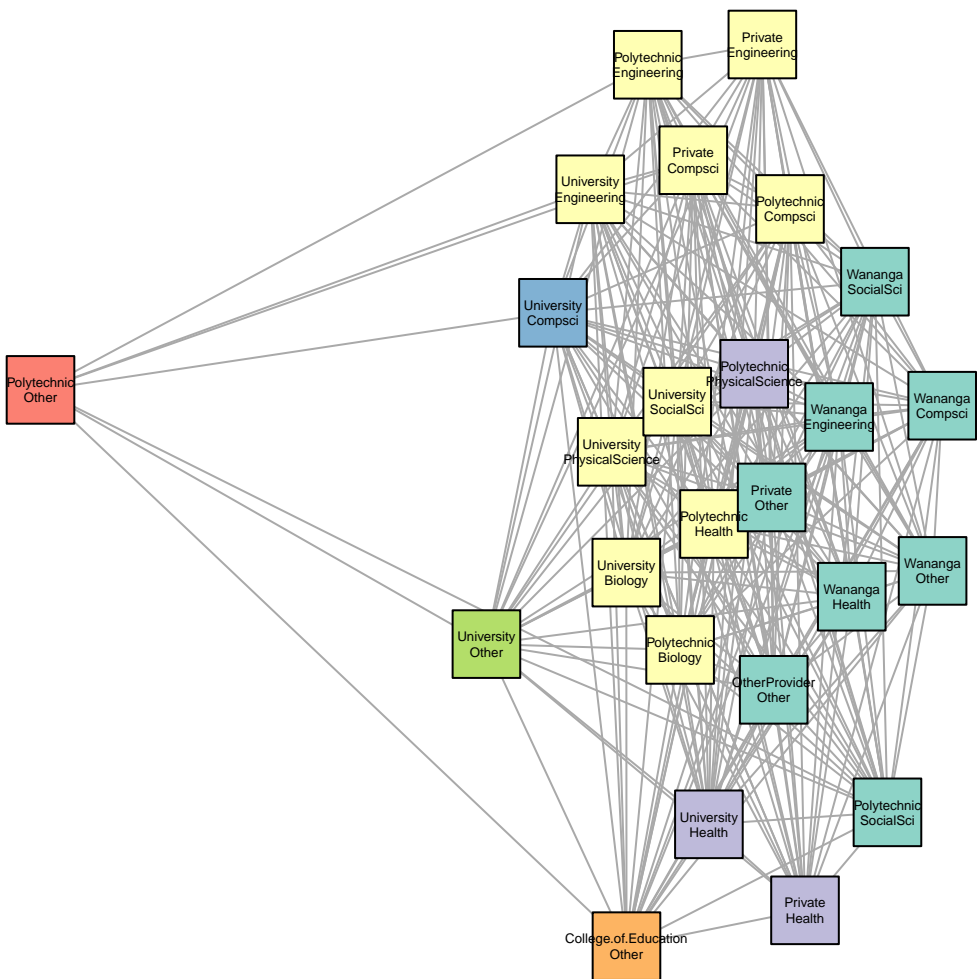 Private
Engineering
Polytechnic
Engineering
Private
Compsci
University
Engineering
Polytechnic
Compsci
Wananga
SocialSci
University
Compsci
Polytechnic
PhysicalScience
Polytechnic
Other
University
SocialSci
Wananga
Engineering
Wananga
Compsci
University
PhysicalScience
Private
Other
Polytechnic
Health
University
Biology
Wananga
Health
Wananga
Other
University
Other
Polytechnic
Biology
OtherProvider
Other
University
Health
Polytechnic
SocialSci
Private
Health
College.of.Education
Other